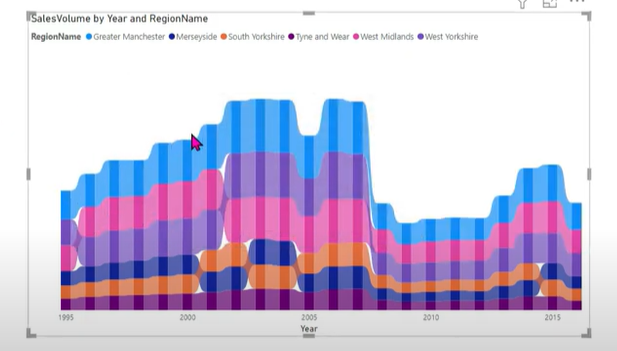 SalesVolume by Year and RegionName
RegionName Greater Manchester Merseyside South Yorkshire Tyne and Wear West Midlands West Yorkshire
1995 2000 2005 2010 2015
Year